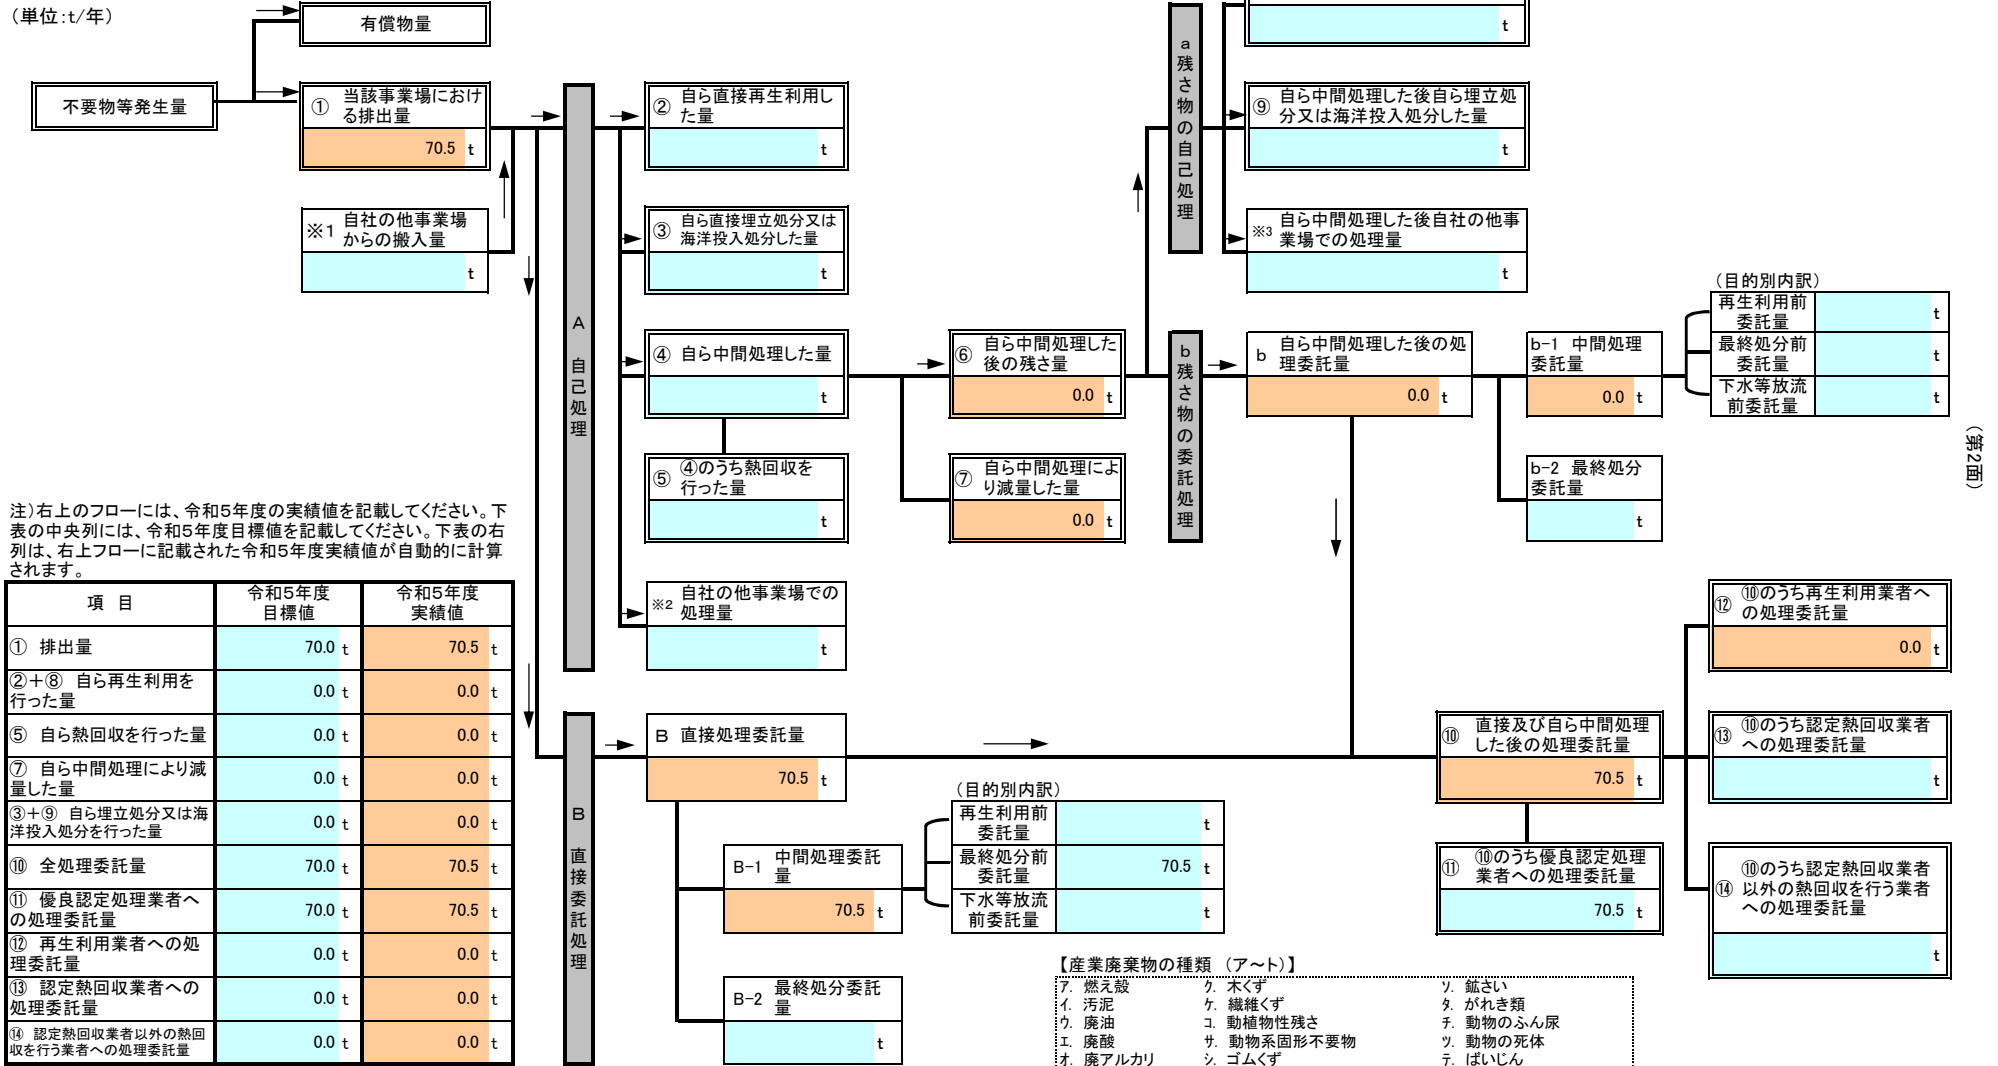 （単位:t/年）
有償物量
不要物等発生量
① 当該事業場におけ
る排出量
70.5 t
※1 自社の他事業場
からの搬入量
t
A 自己処理
② 自ら直接再生利用し
た量
t
③ 自ら直接埋立処分又は
海洋投入処分した量
t
④ 自ら中間処理した量
t
⑤ ④のうち熱回収を
行った量
t
※2 自社の他事業場での
処理量
t
⑥ 自ら中間処理した
後の残さ量
0.0 t
⑦ 自ら中間処理によ
り減量した量
0.0 t
a 残さ物の自己処理
t
⑨ 自ら中間処理した後自ら埋立処
分又は海洋投入処分した量
t
※3 自ら中間処理した後自社の他事
業場での処理量
t
b 残さ物の委託処理
b 自ら中間処理した後の処
理委託量
0.0 t
b-1 中間処理
委託量
0.0 t
（目的別内訳）
再生利用前
委託量 t
最終処分前
委託量 t
下水等放流
前委託量 t
b-2 最終処分
委託量
t
（第2面）
注）右上のフローには、令和5年度の実績値を記載してください。下
表の中央列には、令和5年度目標値を記載してください。下表の右
列は、右上フローに記載された令和5年度実績値が自動的に計算
されます。
項 目 令和5年度
目標値 令和5年度
実績値
① 排出量 70.0 t 70.5 t
②＋⑧ 自ら再生利用を
行った量 0.0 t 0.0 t
⑤ 自ら熱回収を行った量 0.0 t 0.0 t
⑦ 自ら中間処理により減
量した量 0.0 t 0.0 t
③＋⑨ 自ら埋立処分又は海
洋投入処分を行った量 0.0 t 0.0 t
⑩ 全処理委託量 70.0 t 70.5 t
⑪ 優良認定処理業者へ
の処理委託量 70.0 t 70.5 t
⑫ 再生利用業者への処
理委託量 0.0 t 0.0 t
⑬ 認定熱回収業者への
処理委託量 0.0 t 0.0 t
⑭ 認定熱回収業者以外の熱回
収を行う業者への処理委託量 0.0 t 0.0 t
B 直接委託処理
B 直接処理委託量
70.5 t
B-1 中間処理委託
量
70.5 t
（目的別内訳）
再生利用前
委託量 t
最終処分前
委託量 70.5 t
下水等放流
前委託量 t
B-2 最終処分委託
量
t
⑩ 直接及び自ら中間処理
した後の処理委託量
70.5 t
⑪ ⑩のうち優良認定処理
業者への処理委託量
70.5 t
⑫ ⑩のうち再生利用業者へ
の処理委託量
0.0 t
⑬ ⑩のうち認定熱回収業者
への処理委託量
t
⑭ ⑩のうち認定熱回収業者
以外の熱回収を行う業者
への処理委託量
t
【産業廃棄物の種類 （ア～ト）】
ア. 燃え殻 ク. 木くず ソ. 鉱さい
イ. 汚泥 ケ. 繊維くず タ. がれき類
ウ. 廃油 コ. 動植物性残さ チ. 動物のふん尿
エ. 廃酸 サ. 動物系固形不要物 ツ. 動物の死体
オ. 廃アルカリ シ. ゴムくず テ. ばいじん